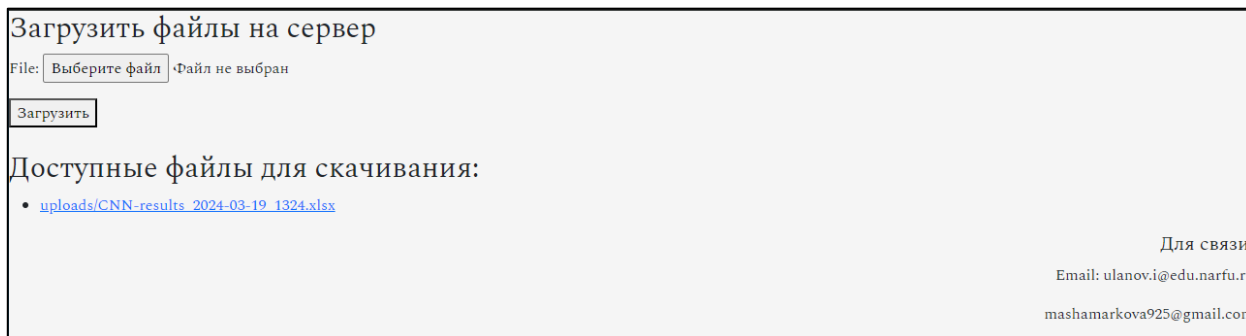 Загрузить файлы на сервер
File: Выберите файл Файл не выбран
Загрузить
Доступные файлы для скачивания:
uploads/CNN-results_2024-03-19_1324.xlsx
Для связи
Email: ulanov.i@edu.narfu.r
mashamarkova925@gmail.com